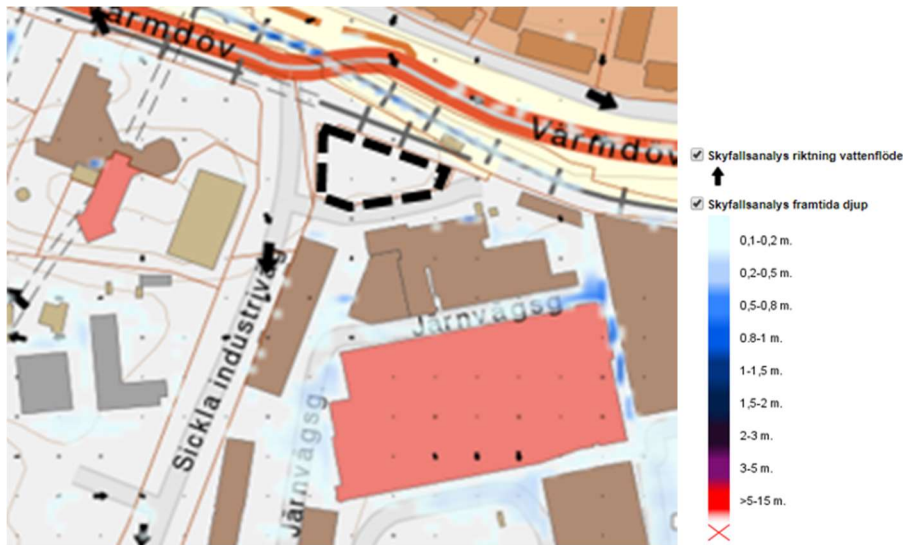 ärmdöv
Värmdöv
Sickla industriväg
Järnvägsg
Järnvägsg
Skyfallsanalys riktning vattenflöde
Skyfallsanalys framtida djup
0,1-0,2 m.
0,2-0,5 m.
0,5-0,8 m.
0.8-1 m.
1-1,5 m.
1,5-2 m.
2-3 m.
3-5 m.
>5-15 m.